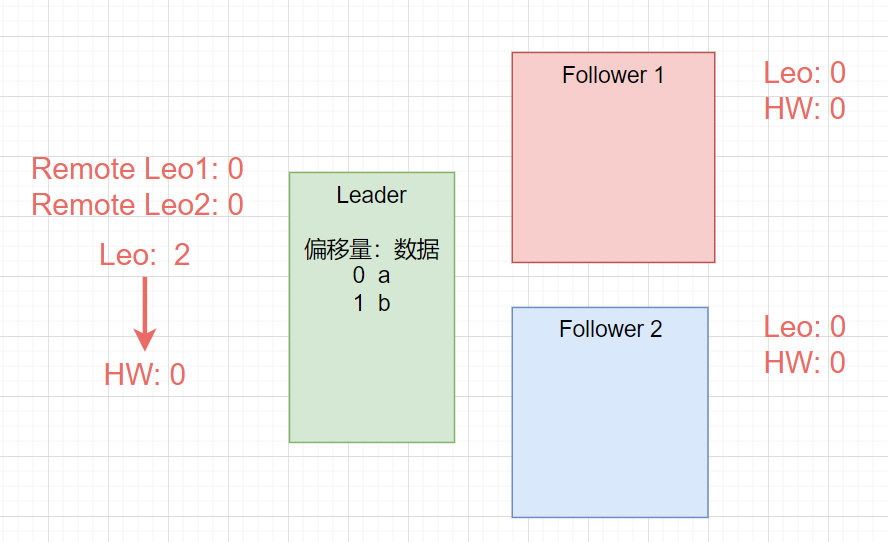 Remote Leo1: 0
Remote Leo2: 0
Leo: 2
HW: 0
Leader
偏移量：数据
0 a
1 b
Follower 1
Leo: 0
HW: 0
Follower 2
Leo: 0
HW: 0